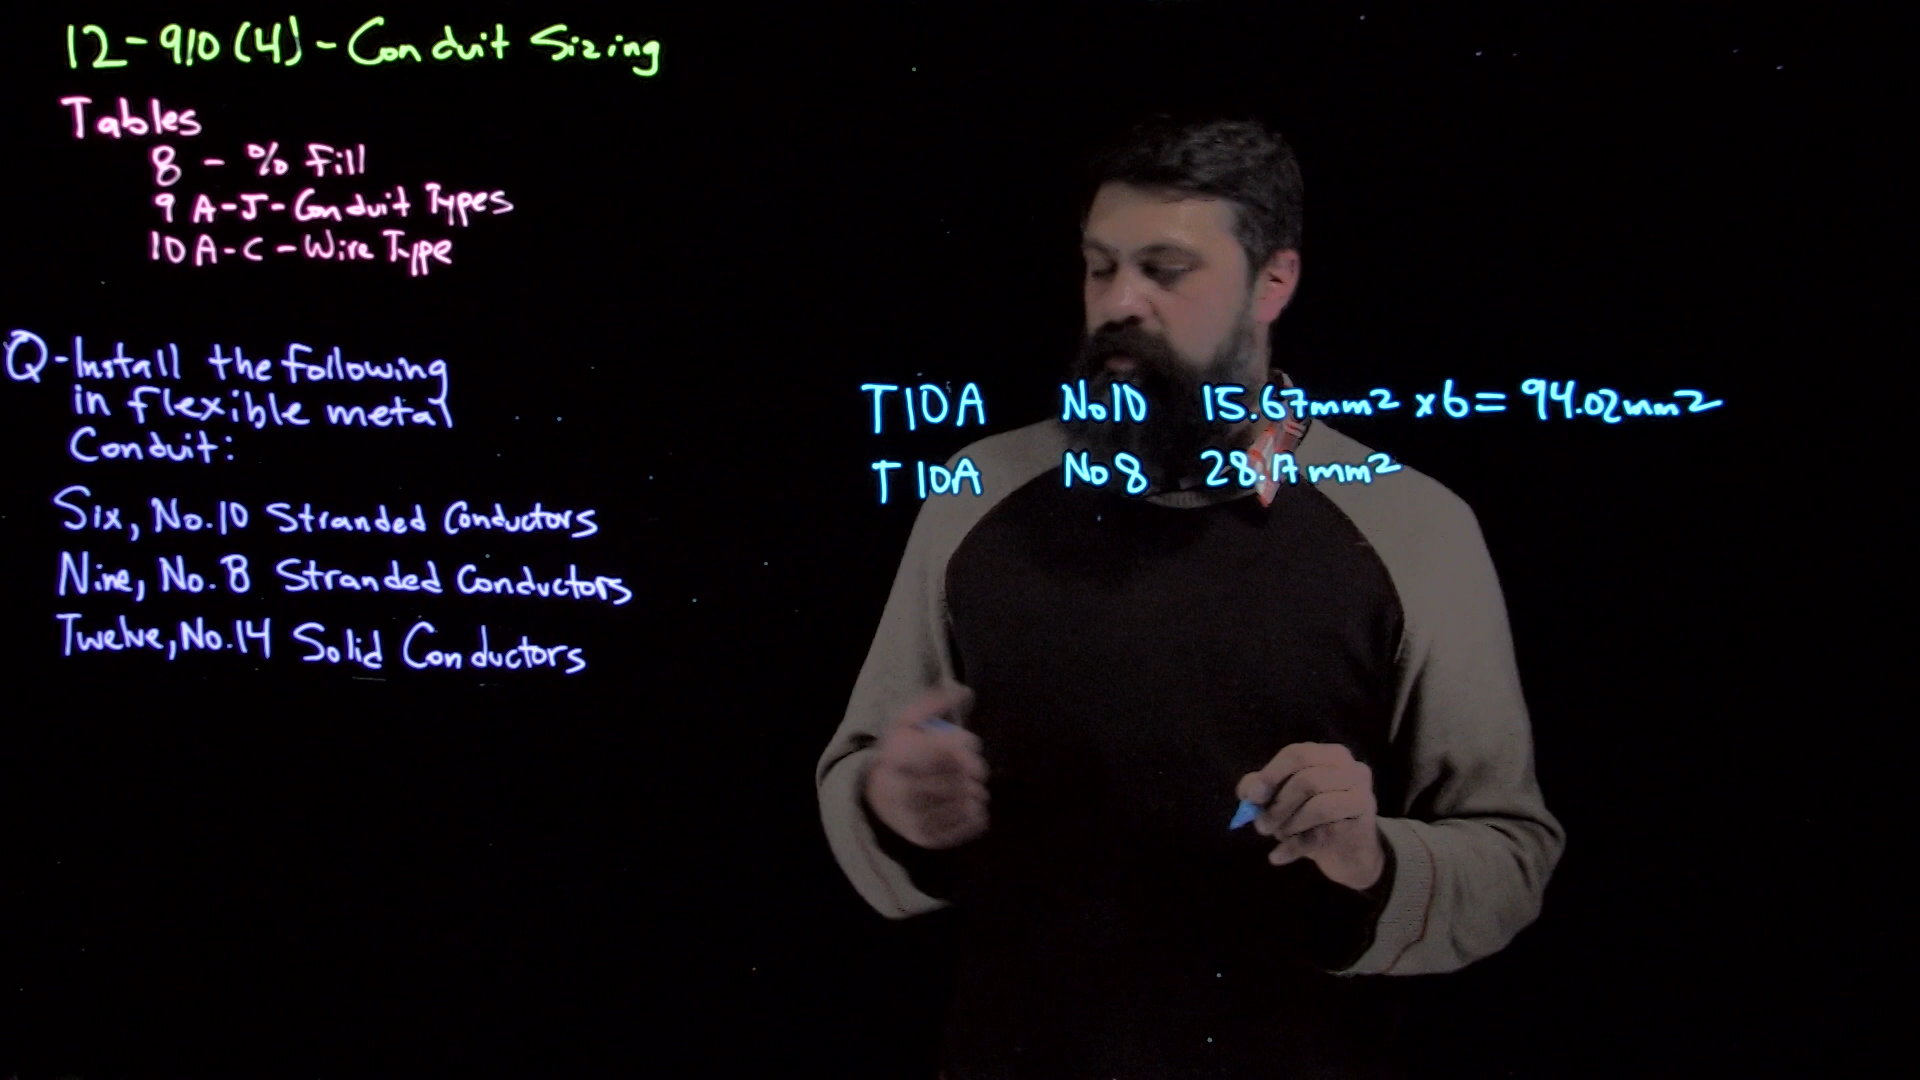 12-910(4)-Conduit Sizing
Tables
8 - % Fill
9 A-J-Conduit Types
10 A-C-Wire Type
Q-Install the following
in flexible metal
Conduit:
Six, No.10 Stranded Conductors
Nine, No.8 Stranded Conductors
Twelve, No.14 Solid Conductors
T10A No10 15.67mm2 x6= 94.02mm2
T10A No8 28.17mm2